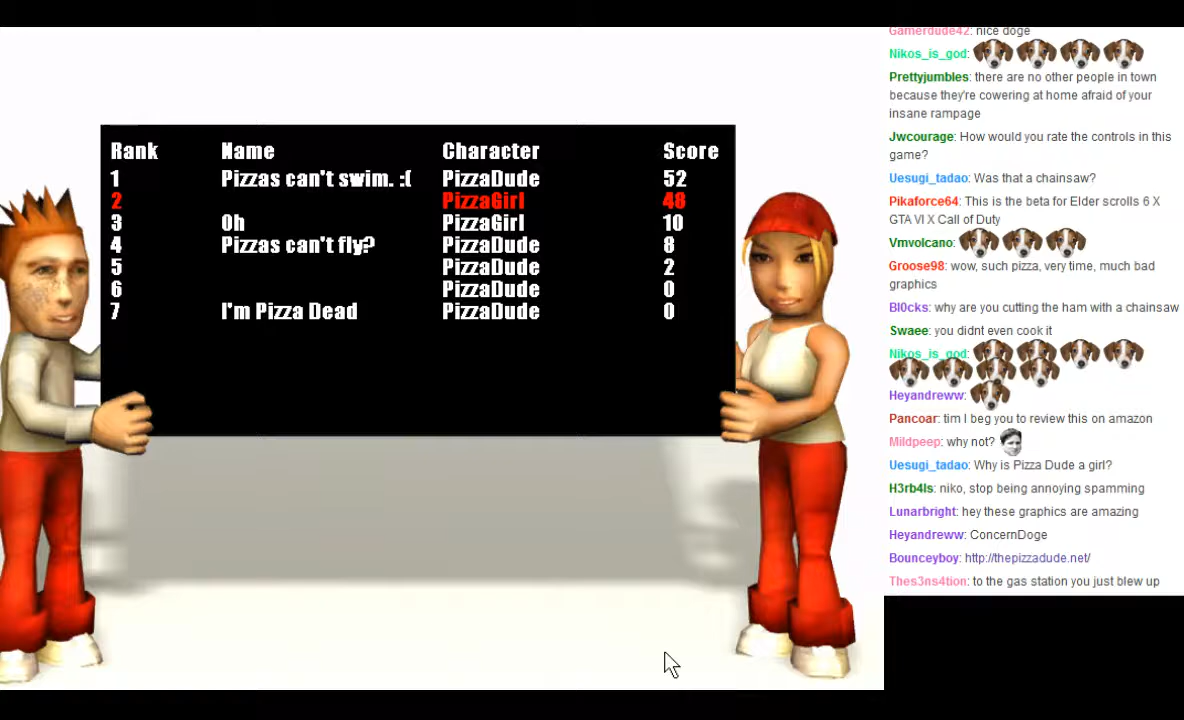 Rank Name Character Score
1 Pizzas can't swim. :( PizzaDude 52
2 PizzaGirl 48
3 Oh PizzaGirl 10
4 Pizzas can't fly? PizzaDude 8
5 PizzaDude 2
6 PizzaDude 0
7 I'm Pizza Dead PizzaDude 0
Gamerdude42: nice doge
Nikos_is_god:
Prettyjumbles: there are no other people in town
because they're cowering at home afraid of your
insane rampage
Jwcourage: How would you rate the controls in this
game?
Uesugi_tadao: Was that a chainsaw?
Pikaforce64: This is the beta for Elder scrolls 6 X
GTA VI X Call of Duty
Vmvolcano:
Groose98: wow, such pizza, very time, much bad
graphics
Bl0cks: why are you cutting the ham with a chainsaw
Swaee: you didnt even cook it
Nikos_is_god:
Heyandreww:
Pancoar: tim I beg you to review this on amazon
Mildpeep: why not?
Uesugi_tadao: Why is Pizza Dude a girl?
H3rb4ls: niko, stop being annoying spamming
Lunarbright: hey these graphics are amazing
Heyandreww: ConcernDoge
Bounceyboy: http://thepizzadude.net/
Thes3ns4tion: to the gas station you just blew up